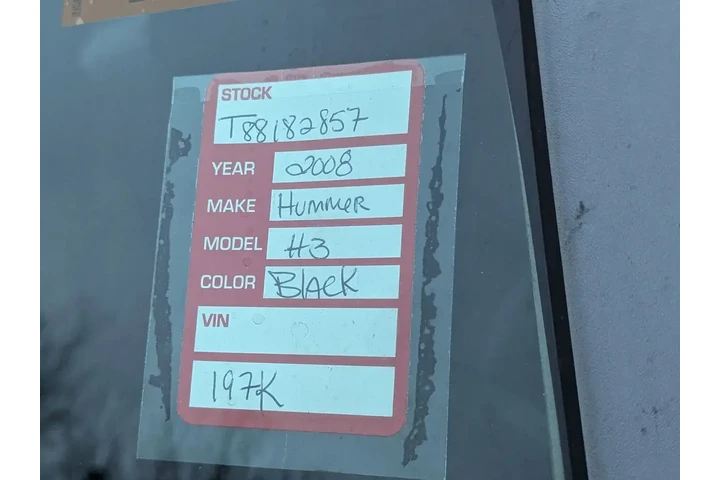 STOCK
T88182857
YEAR 2008
MAKE HUMMER
MODEL H3
COLOR BlAcK
VIN
197K